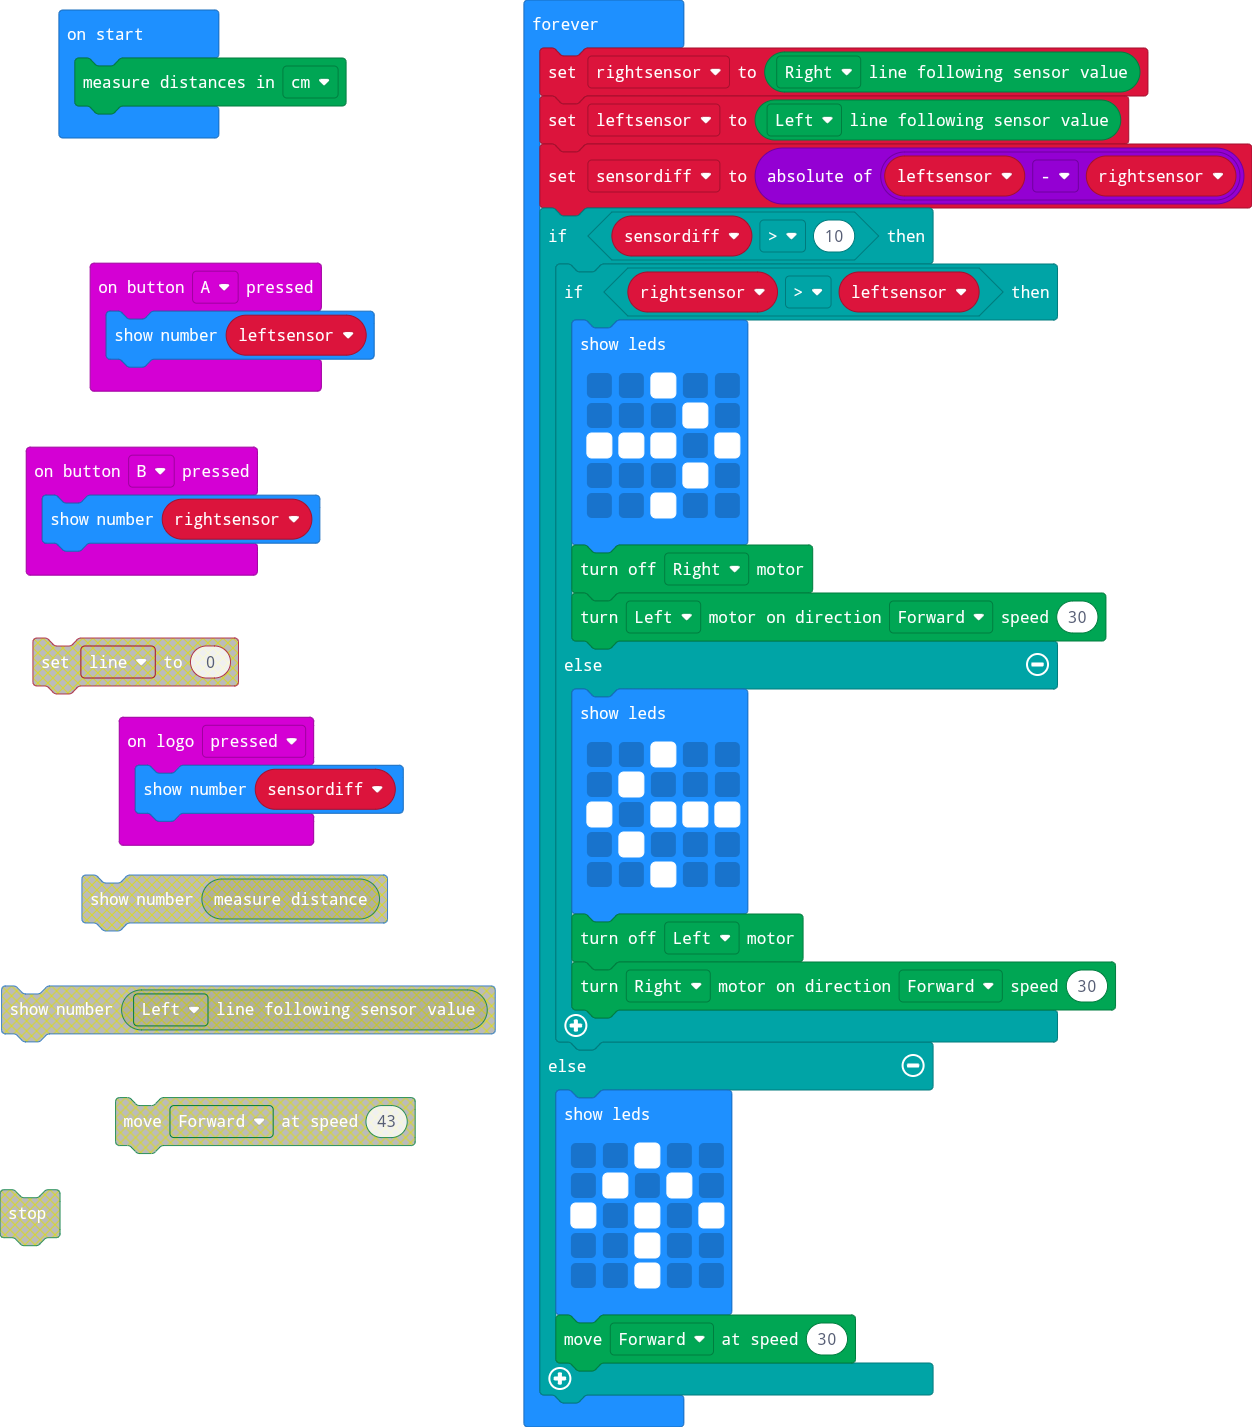 on start
measure distances in cm
on button A pressed
show number leftsensor
on button B pressed
show number rightsensor
set line to 0
on logo pressed
show number sensordiff
show number measure distance
show number Left line following sensor value
move Forward at speed 43
stop
forever
set rightsensor to Right line following sensor value
set leftsensor to Left line following sensor value
set sensordiff to absolute of leftsensor - rightsensor
if sensordiff > 10 then
if rightsensor > leftsensor then
show leds
turn off Right motor
turn Left motor on direction Forward speed 30
else
show leds
turn off Left motor
turn Right motor on direction Forward speed 30
else
show leds
move Forward at speed 30